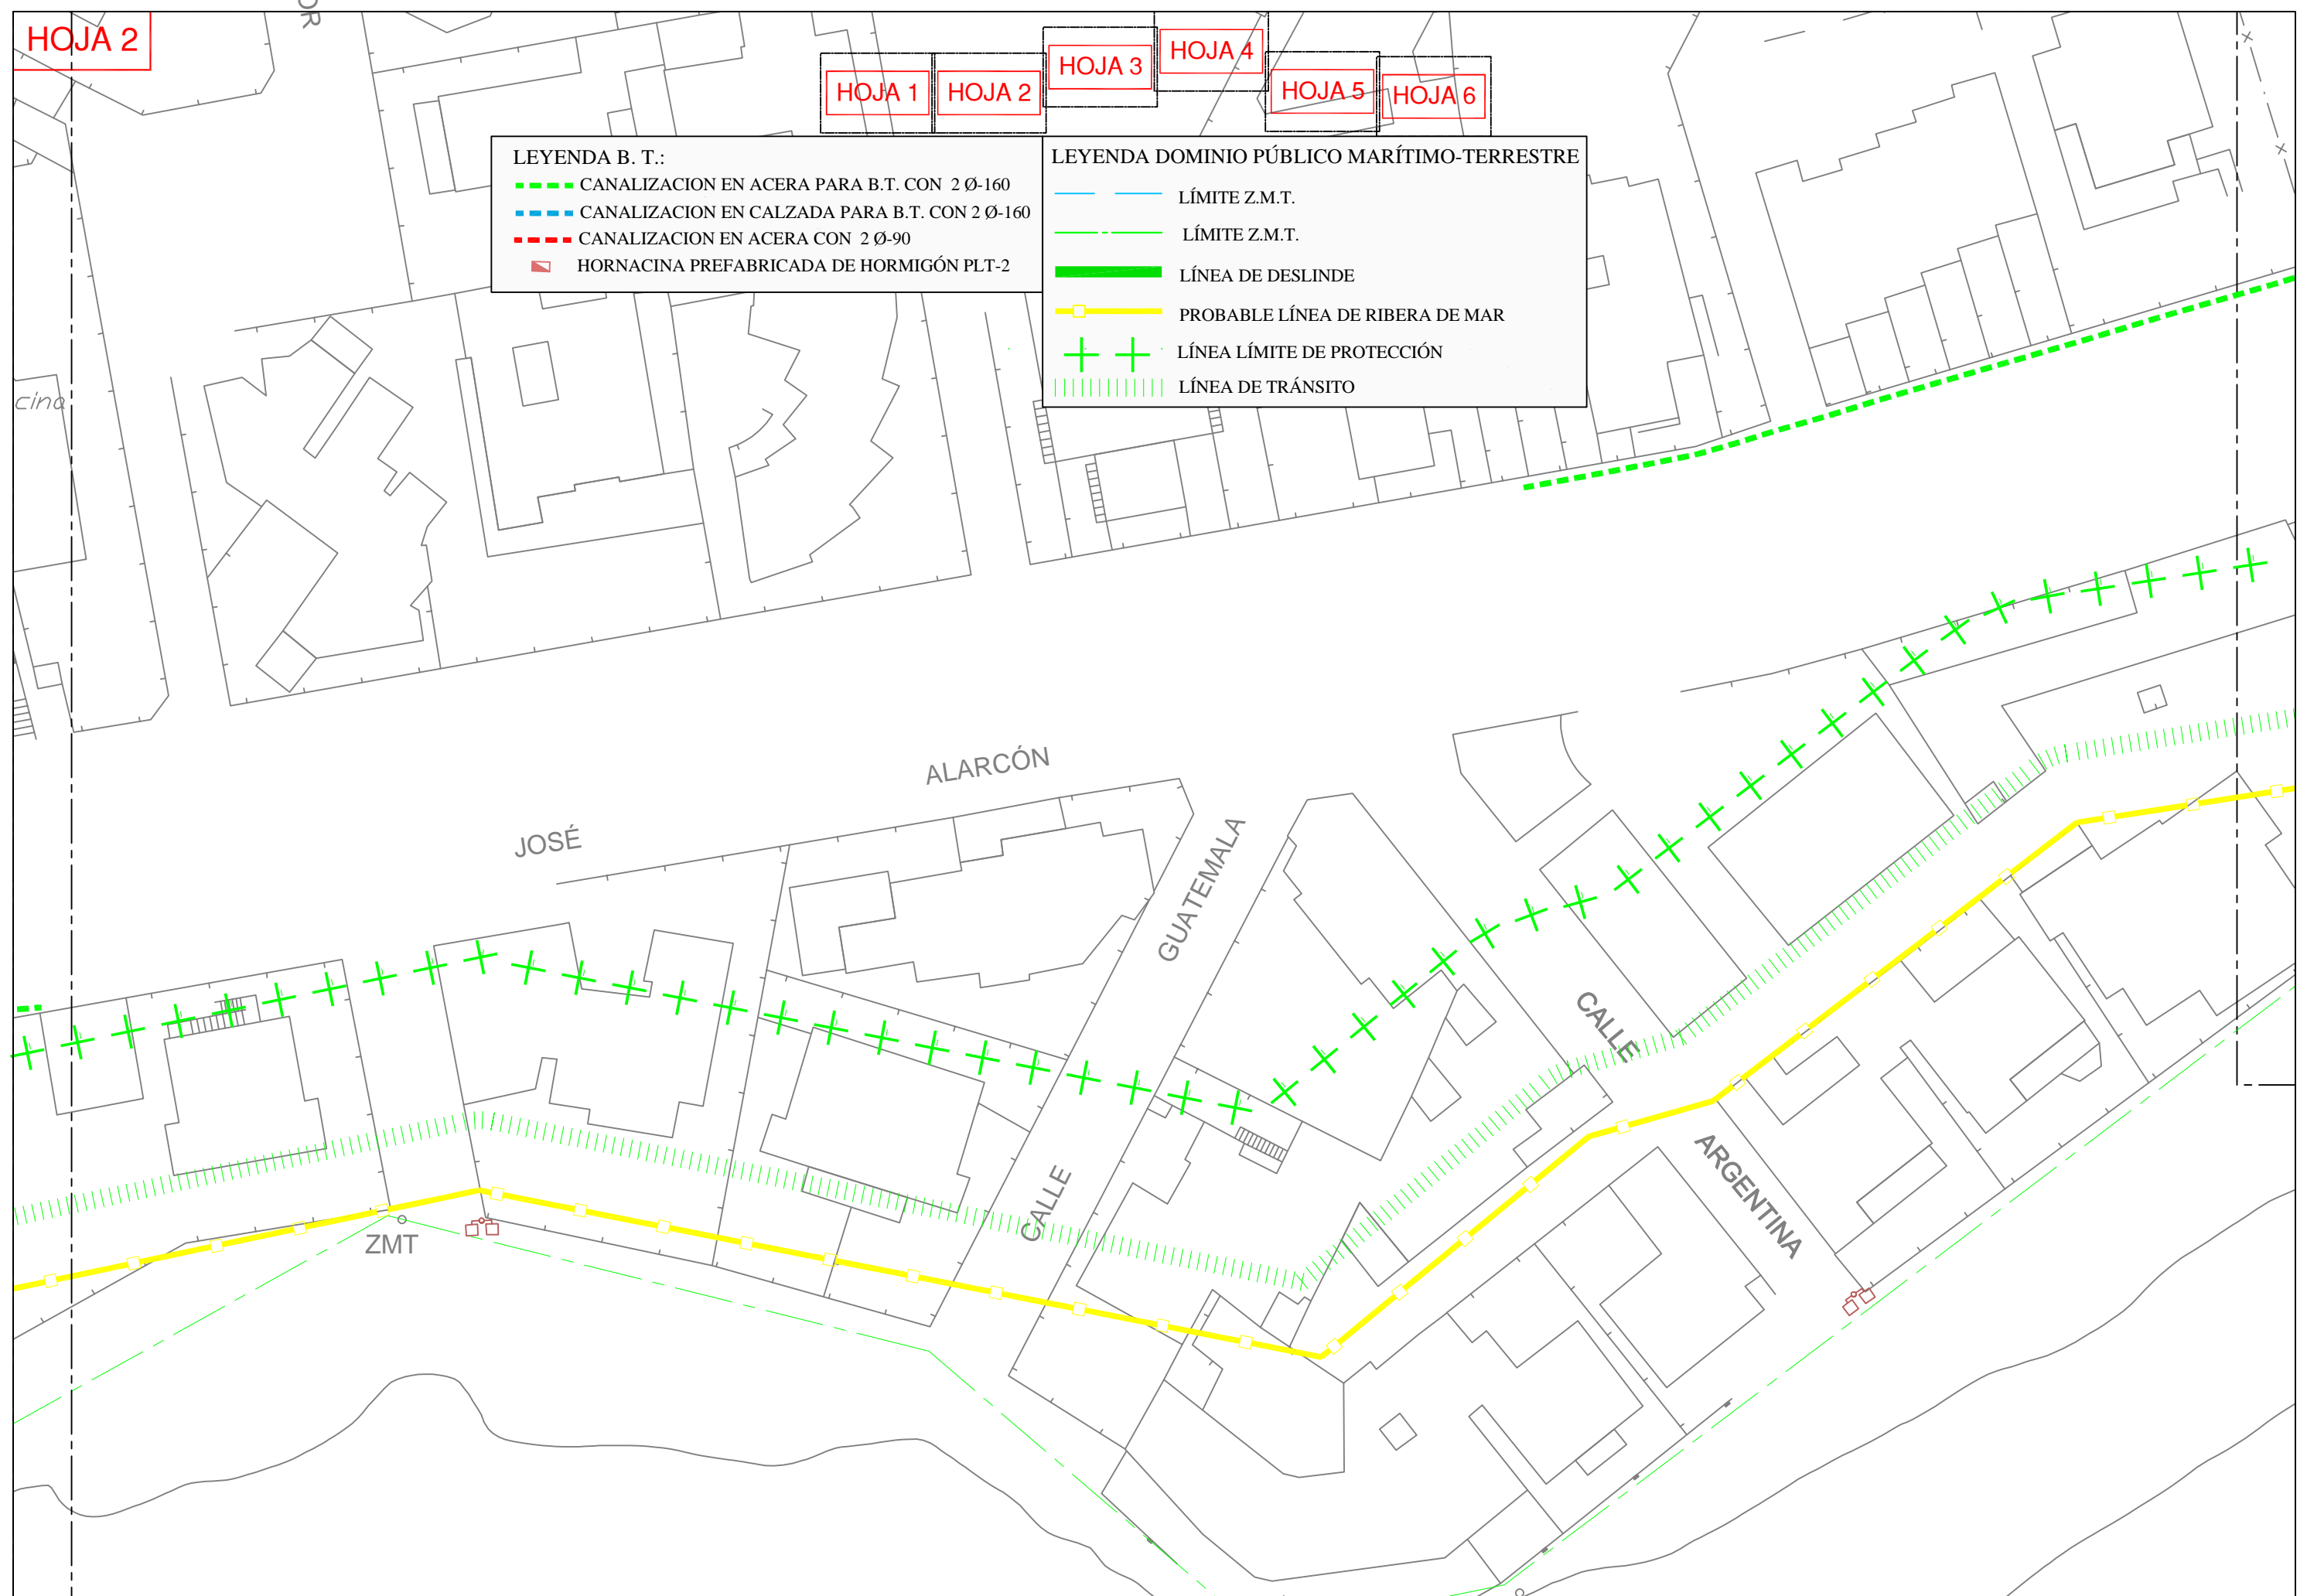 OR
HOJA 2
HOJA 1
HOJA 2
HOJA 3
HOJA 4
HOJA 5
HOJA 6
LEYENDA B. T.:
CANALIZACION EN ACERA PARA B.T. CON 2 Ø-160
CANALIZACION EN CALZADA PARA B.T. CON 2 Ø-160
CANALIZACION EN ACERA CON 2 Ø-90
HORNACINA PREFABRICADA DE HORMIGÓN PLT-2
LEYENDA DOMINIO PÚBLICO MARÍTIMO-TERRESTRE
LÍMITE Z.M.T.
LÍMITE Z.M.T.
LÍNEA DE DESLINDE
PROBABLE LÍNEA DE RIBERA DE MAR
LÍNEA LÍMITE DE PROTECCIÓN
LÍNEA DE TRÁNSITO
cina
JOSÉ ALARCÓN
CALLE GUATEMALA
CALLE ARGENTINA
ZMT